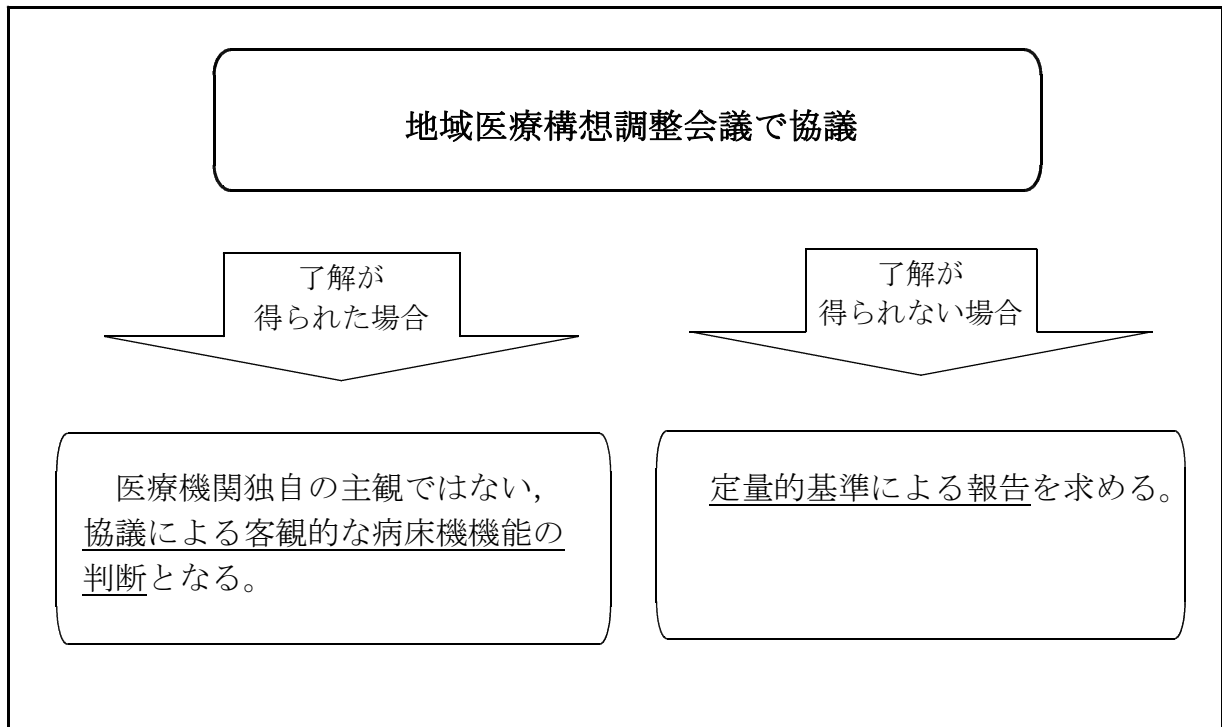 地域医療構想調整会議で協議
了解が
得られた場合
了解が
得られない場合
医療機関独自の主観ではない,
協議による客観的な病床機機能の
判断となる。
定量的基準による報告を求める。